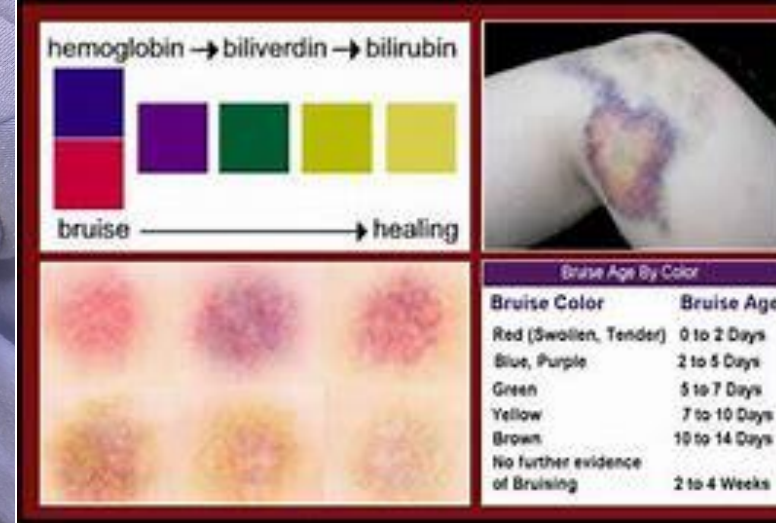 hemoglobin → biliverdin → bilirubin
bruise → healing
Bruise Age By Color
Bruise Color Bruise Age
Red (Swollen, Tender) 0 to 2 Days
Blue, Purple 2 to 5 Days
Green 5 to 7 Days
Yellow 7 to 10 Days
Brown 10 to 14 Days
No further evidence
of Bruising 2 to 4 Weeks